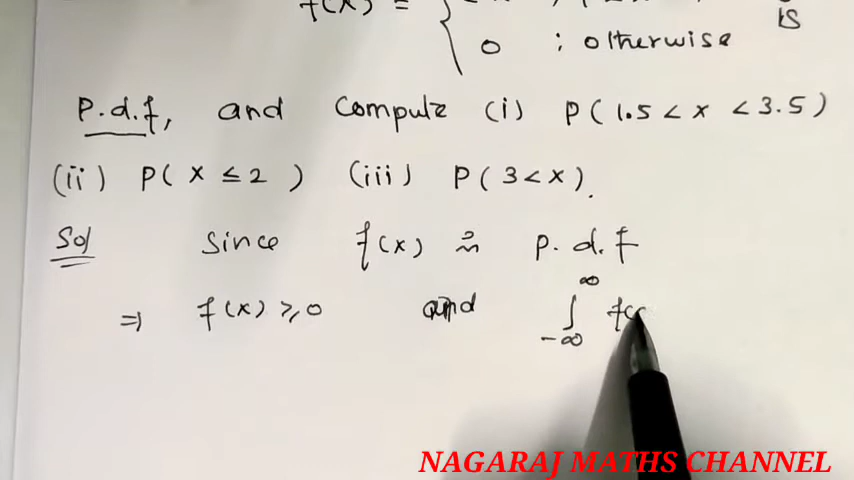 f(x) =
0 ; otherwise is
P.d.f, and Compute (i) P( 1.5 < x < 3.5 )
(ii) P( x ≤ 2 ) (iii) P( 3 < x ).
Sol Since f(x) is P.d.f
⇒ f(x) ≥ 0 and ∫ -∞ ∞ f(
NAGARAJ MATHS CHANNEL